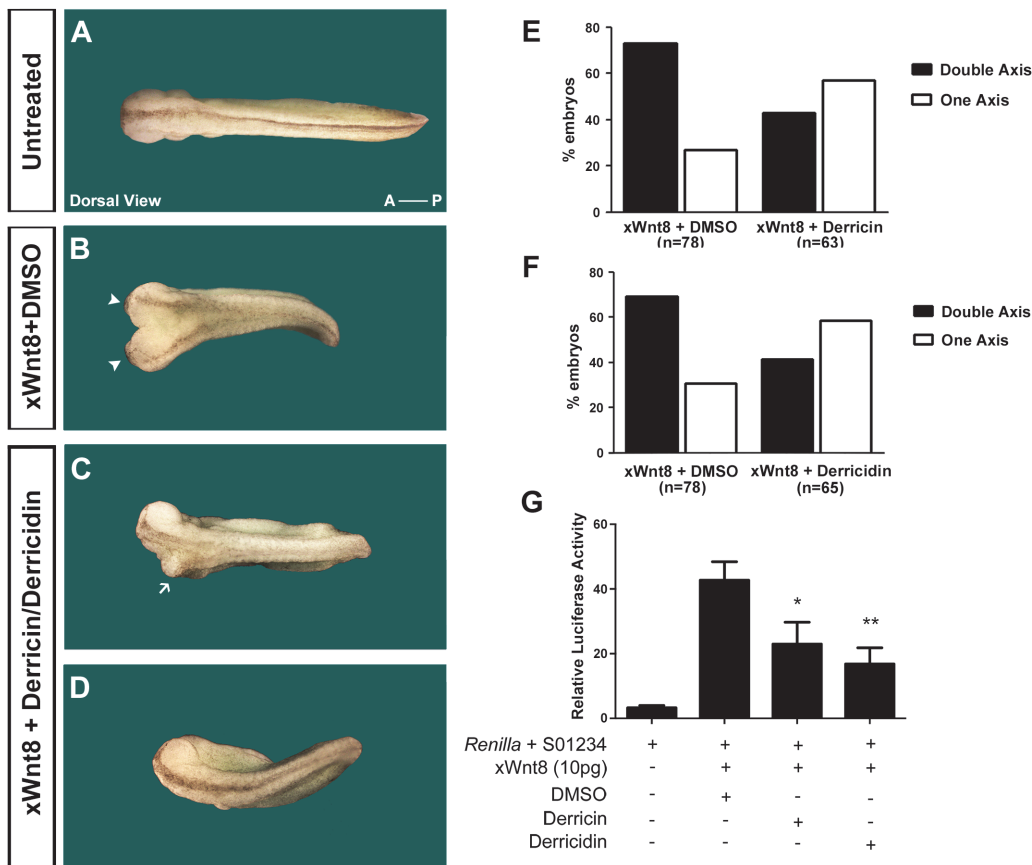 Untreated
A
Dorsal View
A — P
xWnt8+DMSO
B
xWnt8 + Derricin/Derricidin
C
D
E
% embryos
80
60
40
20
0
xWnt8 + DMSO
(n=78)
xWnt8 + Derricin
(n=63)
Double Axis
One Axis
F
% embryos
80
60
40
20
0
xWnt8 + DMSO
(n=78)
xWnt8 + Derricidin
(n=65)
Double Axis
One Axis
G
Relative Luciferase Activity
60
40
20
0
*
**
Renilla + S01234 + + + +
xWnt8 (10pg) - + + +
DMSO - + - -
Derricin - - + -
Derricidin - - - +